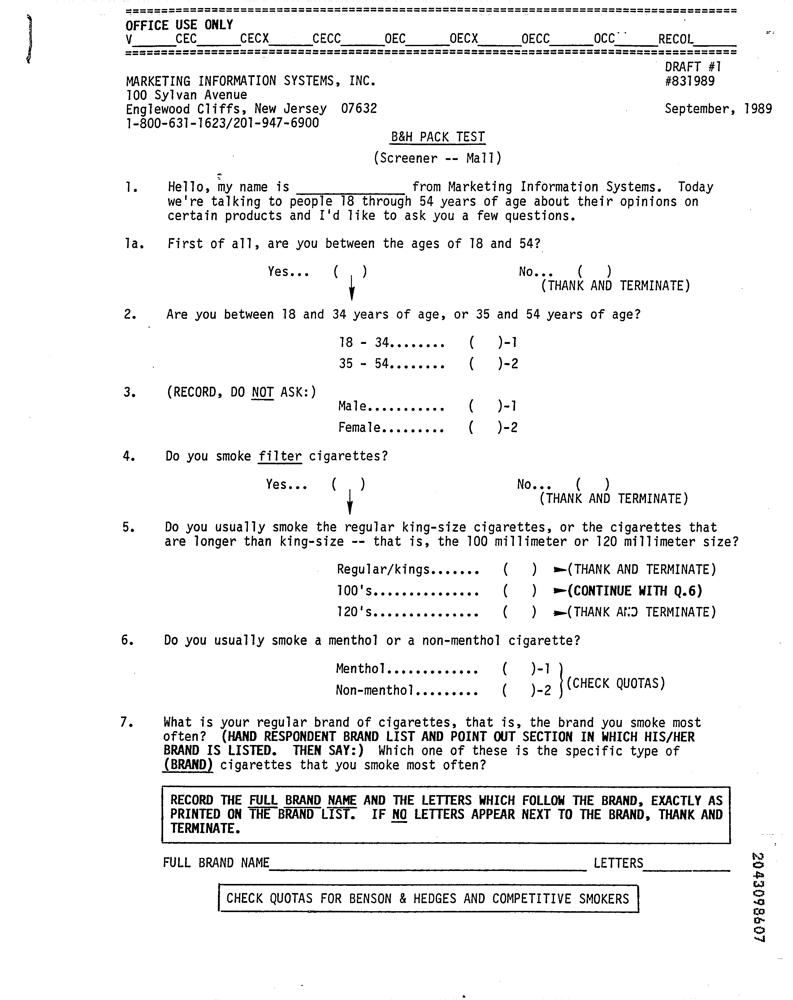 OFFICE USE ONLY
V______CEC______CECX______CECC______OEC______OECX______OECC______OCC______RECOL______
DRAFT #1
MARKETING INFORMATION SYSTEMS, INC. #831989
100 Sylvan Avenue
Englewood Cliffs, New Jersey 07632 September, 1989
1-800-631-1623/201-947-6900
B&H PACK TEST
(Screener -- Mall)
1. Hello, my name is ______________ from Marketing Information Systems. Today
we're talking to people 18 through 54 years of age about their opinions on
certain products and I'd like to ask you a few questions.
1a. First of all, are you between the ages of 18 and 54?
Yes... ( ) No... ( )
(THANK AND TERMINATE)
2. Are you between 18 and 34 years of age, or 35 and 54 years of age?
18 - 34........ ( )-1
35 - 54........ ( )-2
3. (RECORD, DO NOT ASK:)
Male........... ( )-1
Female......... ( )-2
4. Do you smoke filter cigarettes?
Yes... ( ) No... ( )
(THANK AND TERMINATE)
5. Do you usually smoke the regular king-size cigarettes, or the cigarettes that
are longer than king-size -- that is, the 100 millimeter or 120 millimeter size?
Regular/kings....... ( ) ►(THANK AND TERMINATE)
100's............... ( ) ►(CONTINUE WITH Q.6)
120's............... ( ) ►(THANK AND TERMINATE)
6. Do you usually smoke a menthol or a non-menthol cigarette?
Menthol............. ( )-1
(CHECK QUOTAS)
Non-menthol......... ( )-2
7. What is your regular brand of cigarettes, that is, the brand you smoke most
often? (HAND RESPONDENT BRAND LIST AND POINT OUT SECTION IN WHICH HIS/HER
BRAND IS LISTED. THEN SAY:) Which one of these is the specific type of
(BRAND) cigarettes that you smoke most often?
RECORD THE FULL BRAND NAME AND THE LETTERS WHICH FOLLOW THE BRAND, EXACTLY AS
PRINTED ON THE BRAND LIST. IF NO LETTERS APPEAR NEXT TO THE BRAND, THANK AND
TERMINATE.
FULL BRAND NAME________________________________________ LETTERS___________
CHECK QUOTAS FOR BENSON & HEDGES AND COMPETITIVE SMOKERS
2043098607